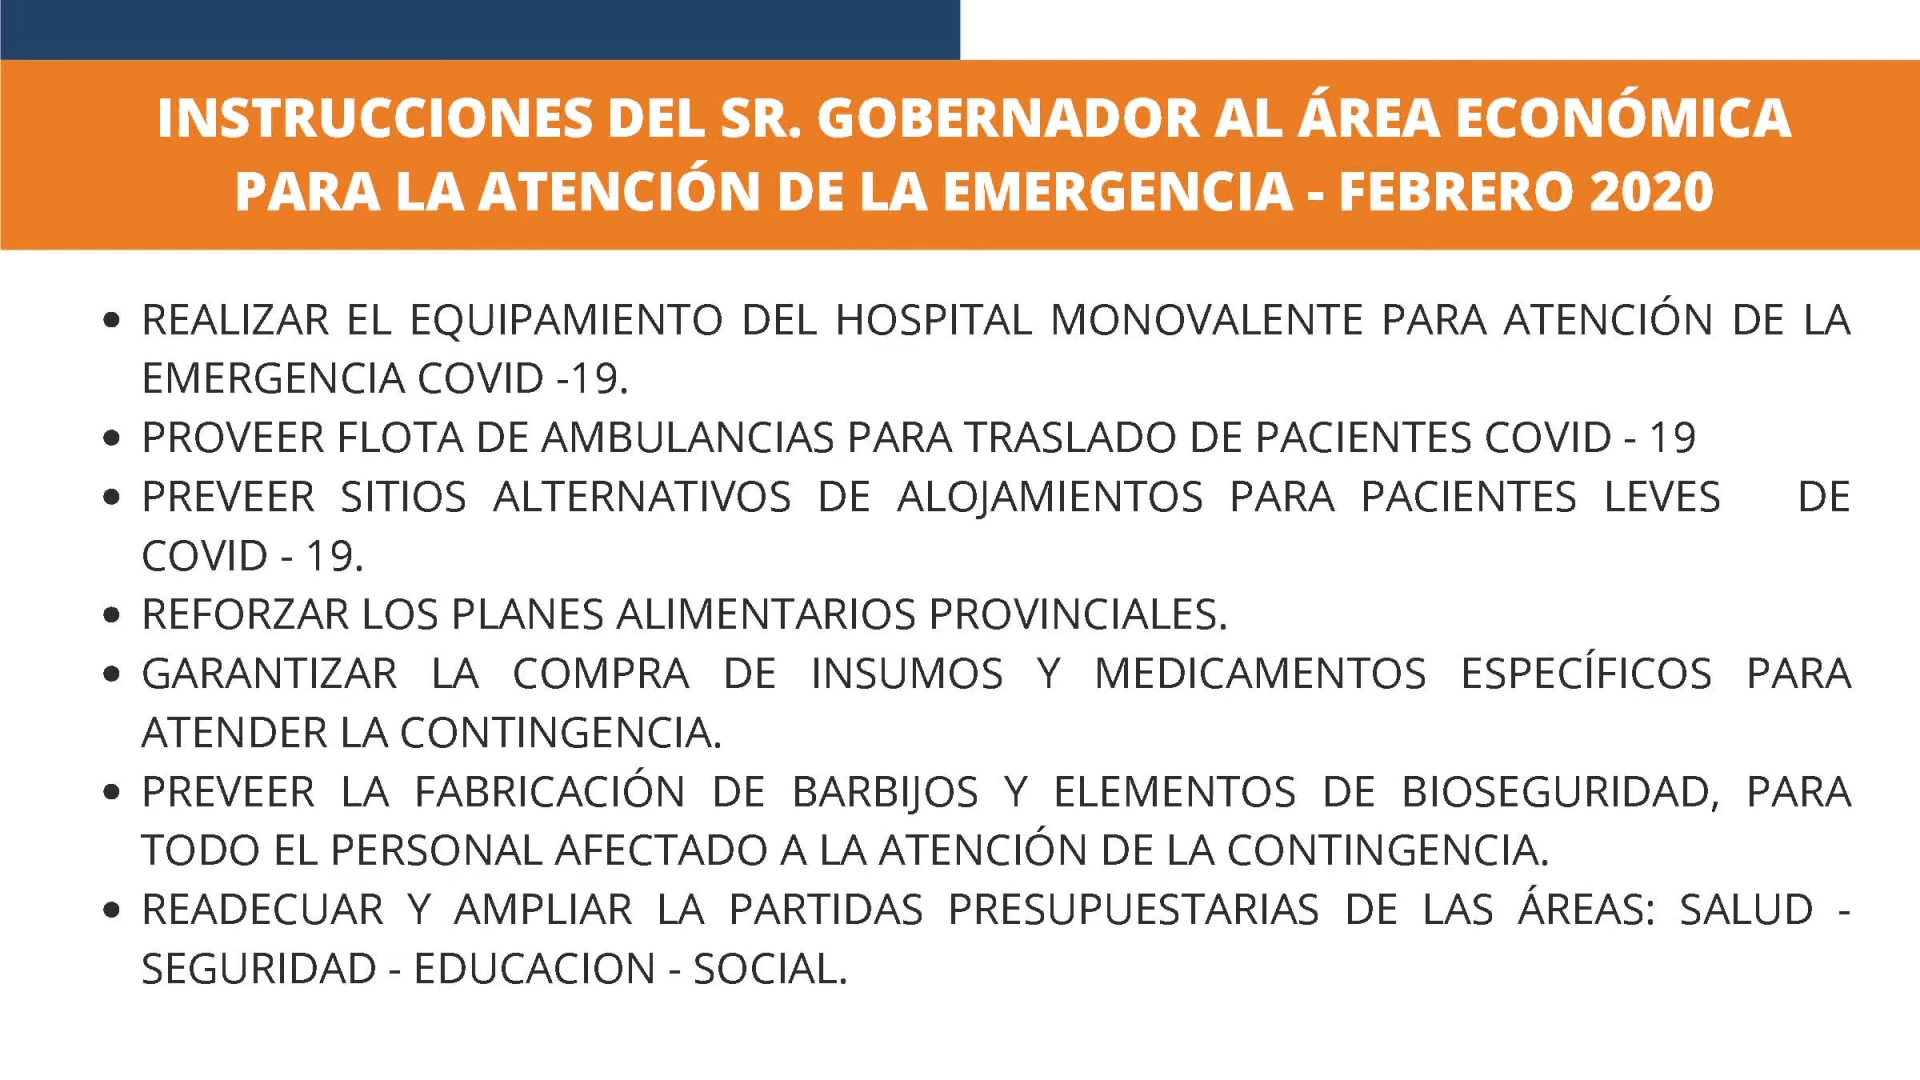 INSTRUCCIONES DEL SR. GOBERNADOR AL ÁREA ECONÓMICA
PARA LA ATENCIÓN DE LA EMERGENCIA - FEBRERO 2020
• REALIZAR EL EQUIPAMIENTO DEL HOSPITAL MONOVALENTE PARA ATENCIÓN DE LA
EMERGENCIA COVID -19.
• PROVEER FLOTA DE AMBULANCIAS PARA TRASLADO DE PACIENTES COVID - 19
• PREVEER SITIOS ALTERNATIVOS DE ALOJAMIENTOS PARA PACIENTES LEVES DE
COVID - 19.
• REFORZAR LOS PLANES ALIMENTARIOS PROVINCIALES.
• GARANTIZAR LA COMPRA DE INSUMOS Y MEDICAMENTOS ESPECÍFICOS PARA
ATENDER LA CONTINGENCIA.
• PREVEER LA FABRICACIÓN DE BARBIJOS Y ELEMENTOS DE BIOSEGURIDAD, PARA
TODO EL PERSONAL AFECTADO A LA ATENCIÓN DE LA CONTINGENCIA.
• READECUAR Y AMPLIAR LA PARTIDAS PRESUPUESTARIAS DE LAS ÁREAS: SALUD -
SEGURIDAD - EDUCACION - SOCIAL.